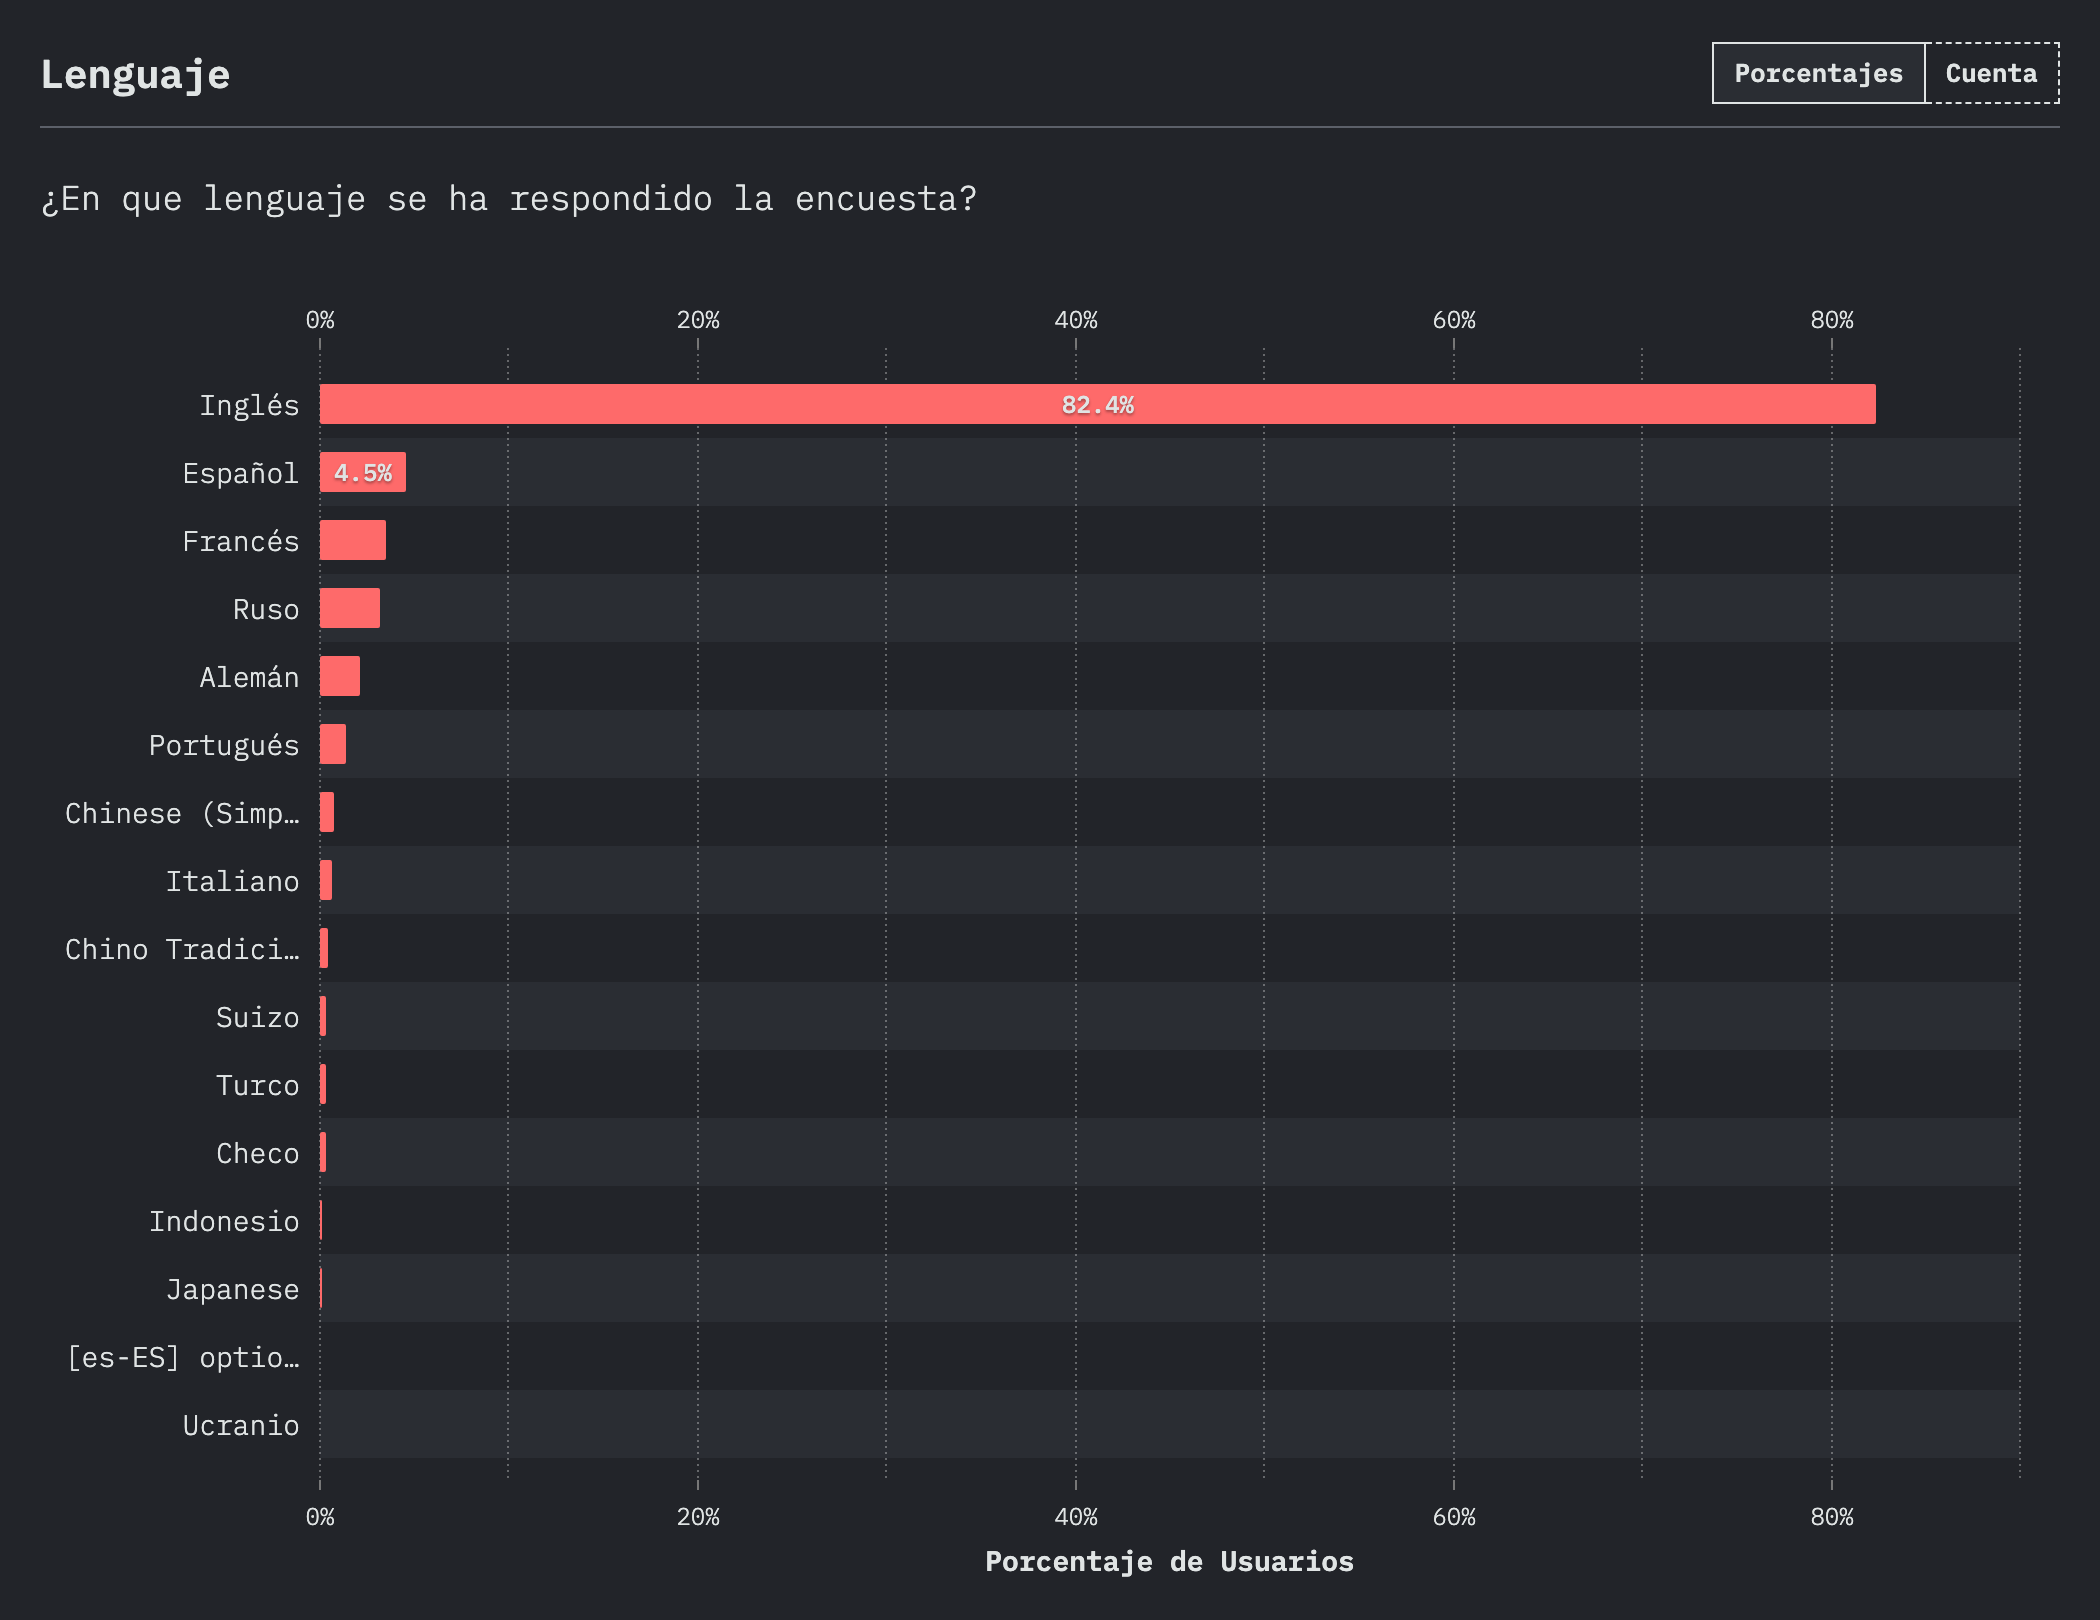 Lenguaje
Porcentajes Cuenta
¿En que lenguaje se ha respondido la encuesta?
0% 20% 40% 60% 80%
Inglés 82.4%
Español 4.5%
Francés
Ruso
Alemán
Portugués
Chinese (Simp…
Italiano
Chino Tradici…
Suizo
Turco
Checo
Indonesio
Japanese
[es-ES] optio…
Ucranio
0% 20% 40% 60% 80%
Porcentaje de Usuarios